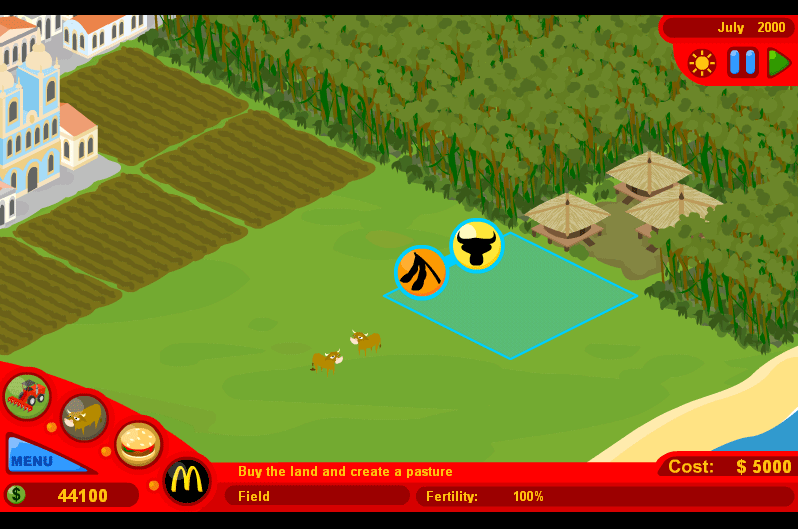 July 2000
MENU
$ 44100
Buy the land and create a pasture
Cost: $ 5000
Field
Fertility: 100%